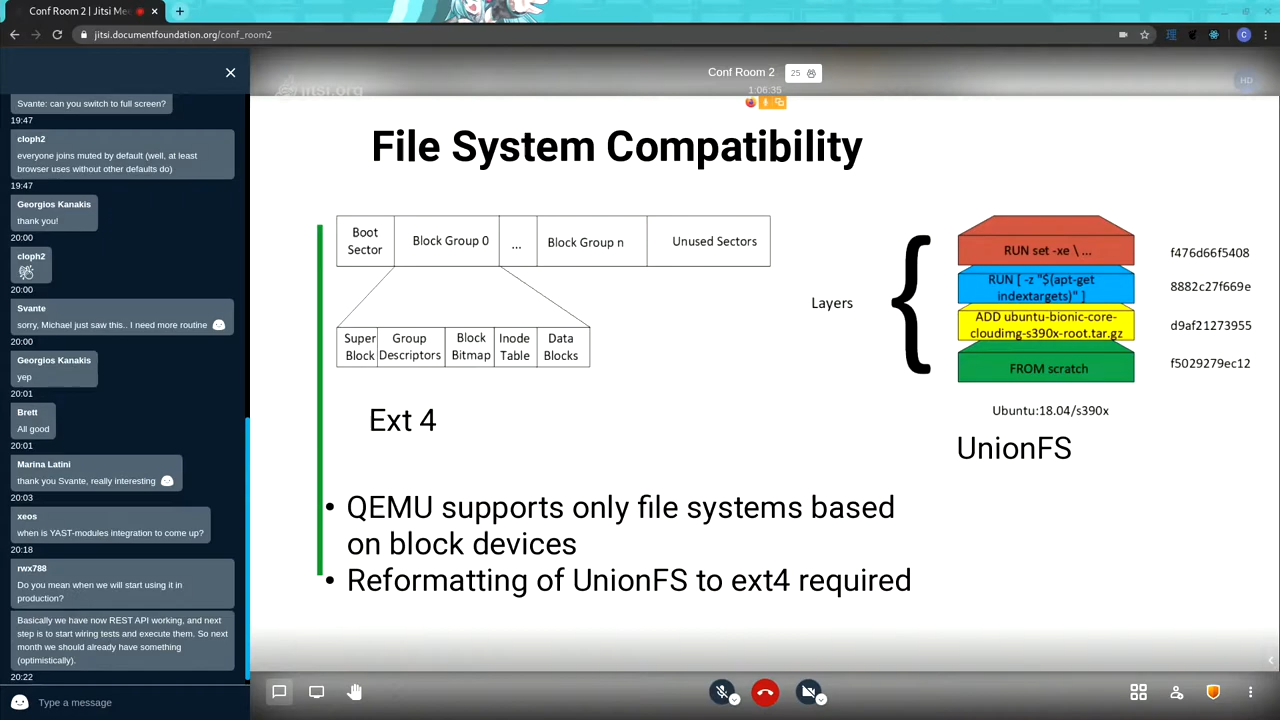 Conf Room 2 | Jitsi Me
jitsi.documentfoundation.org/conf_room2
C
Svante: can you switch to full screen?
19:47
cloph2
everyone joins muted by default (well, at least
browser uses without other defaults do)
19:47
Georgios Kanakis
thank you!
20:00
cloph2
20:00
Svante
sorry, Michael just saw this.. I need more routine
20:00
Georgios Kanakis
yep
20:01
Brett
All good
20:01
Marina Latini
thank you Svante, really interesting
20:03
xeos
when is YAST-modules integration to come up?
20:18
rwx788
Do you mean when we will start using it in
production?
Basically we have now REST API working, and next
step is to start wiring tests and execute them. So next
month we should already have something
(optimistically).
20:22
Type a message
jitsi.org
Conf Room 2
25
1:06:35
HD
File System Compatibility
Boot
Sector
Block Group 0
...
Block Group n
Unused Sectors
Super
Block
Group
Descriptors
Block
Bitmap
Inode
Table
Data
Blocks
Ext 4
Layers
{
RUN set -xe \ ...
f476d66f5408
RUN [ -z "$(apt-get
indextargets)" ]
8882c27f669e
ADD ubuntu-bionic-core-
cloudimg-s390x-root.tar.gz
d9af21273955
FROM scratch
f5029279ec12
Ubuntu:18.04/s390x
UnionFS
• QEMU supports only file systems based
on block devices
• Reformatting of UnionFS to ext4 required